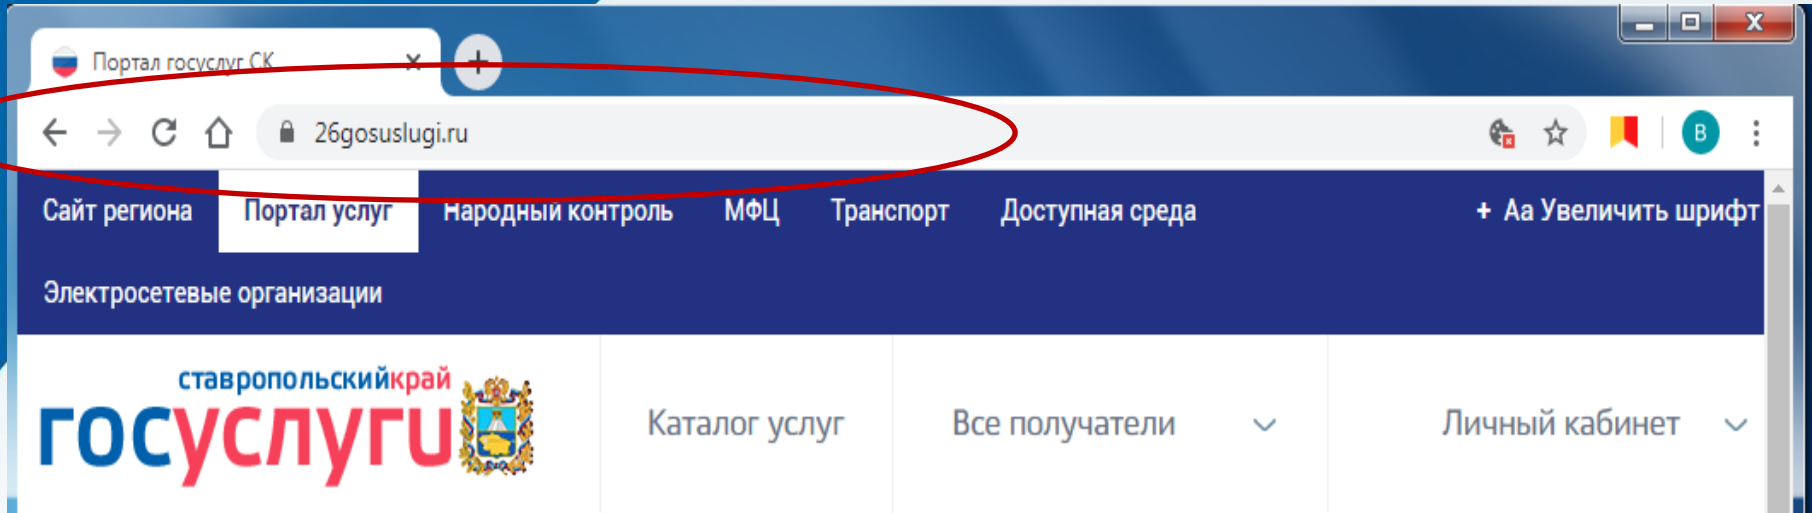 Портал госуслуг СК
26gosuslugi.ru
В
Сайт региона Портал услуг Народный контроль МФЦ Транспорт Доступная среда + Аа Увеличить шрифт
Электросетевые организации
ставропольскийкрай
госуслуги
Каталог услуг Все получатели Личный кабинет